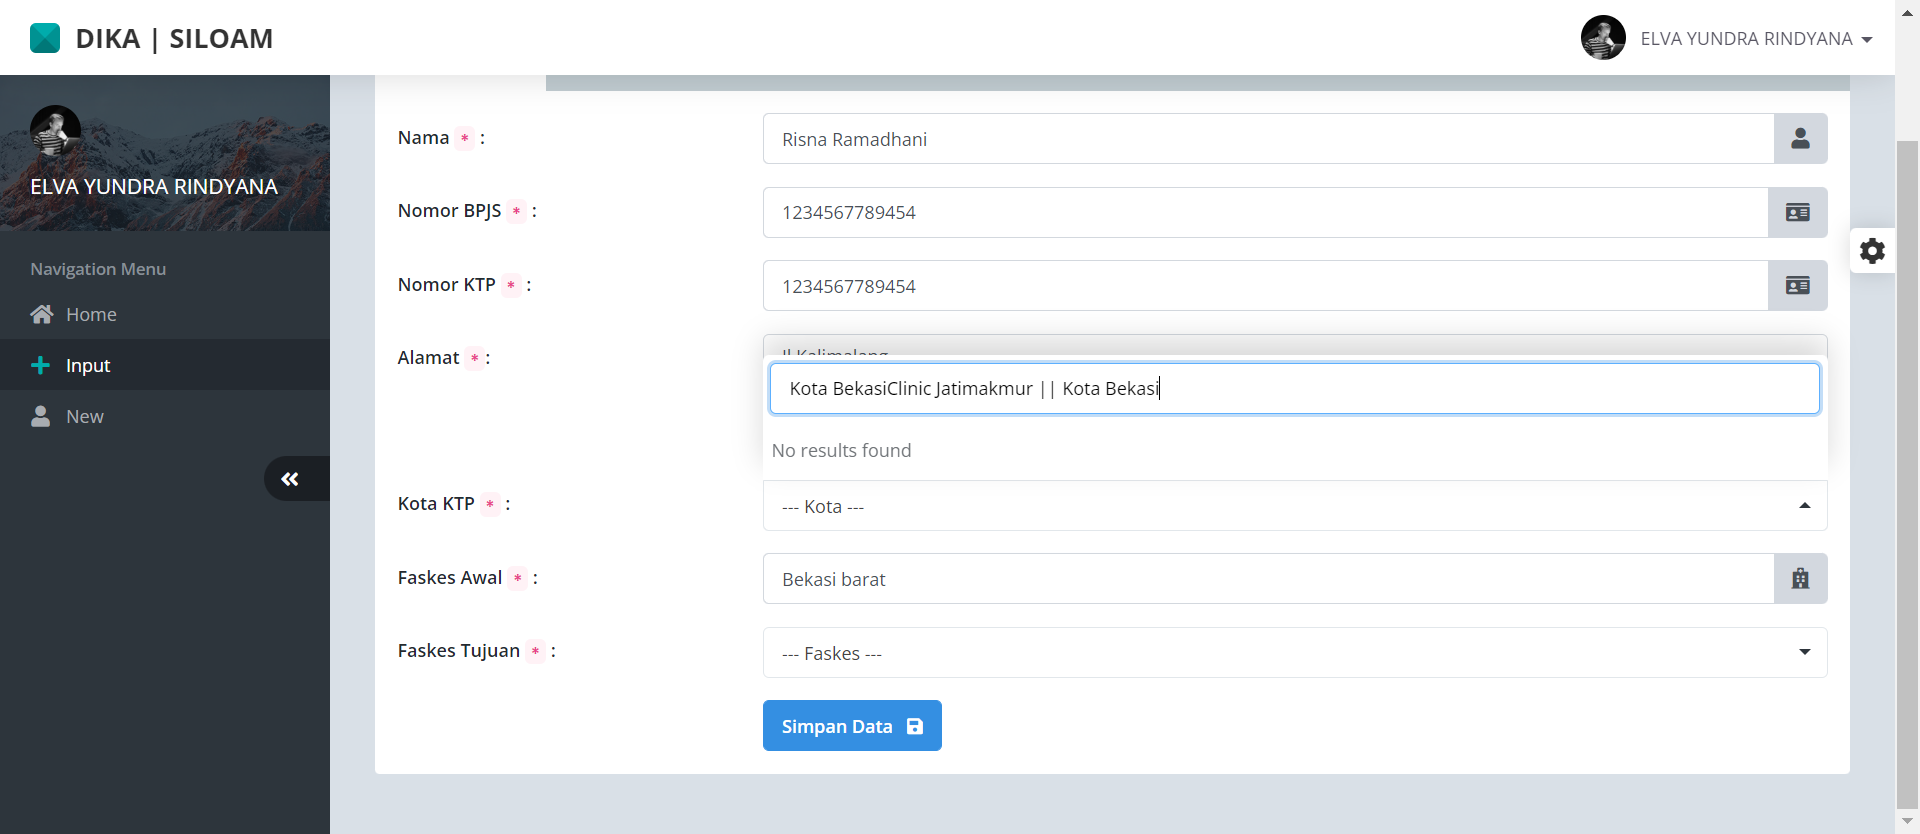 DIKA | SILOAM
ELVA YUNDRA RINDYANA
ELVA YUNDRA RINDYANA
Navigation Menu
Home
Input
New
Nama * :
Risna Ramadhani
Nomor BPJS * :
1234567789454
Nomor KTP * :
1234567789454
Alamat * :
Jl Kalimalang
Kota BekasiClinic Jatimakmur || Kota Bekasi
No results found
Kota KTP * :
--- Kota ---
Faskes Awal * :
Bekasi barat
Faskes Tujuan * :
--- Faskes ---
Simpan Data